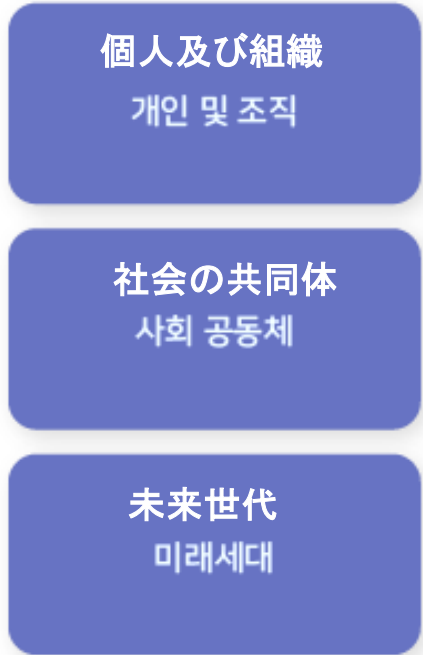 個人及び組織
개인 및 조직
社会の共同体
사회 공동체
未来世代
미래세대